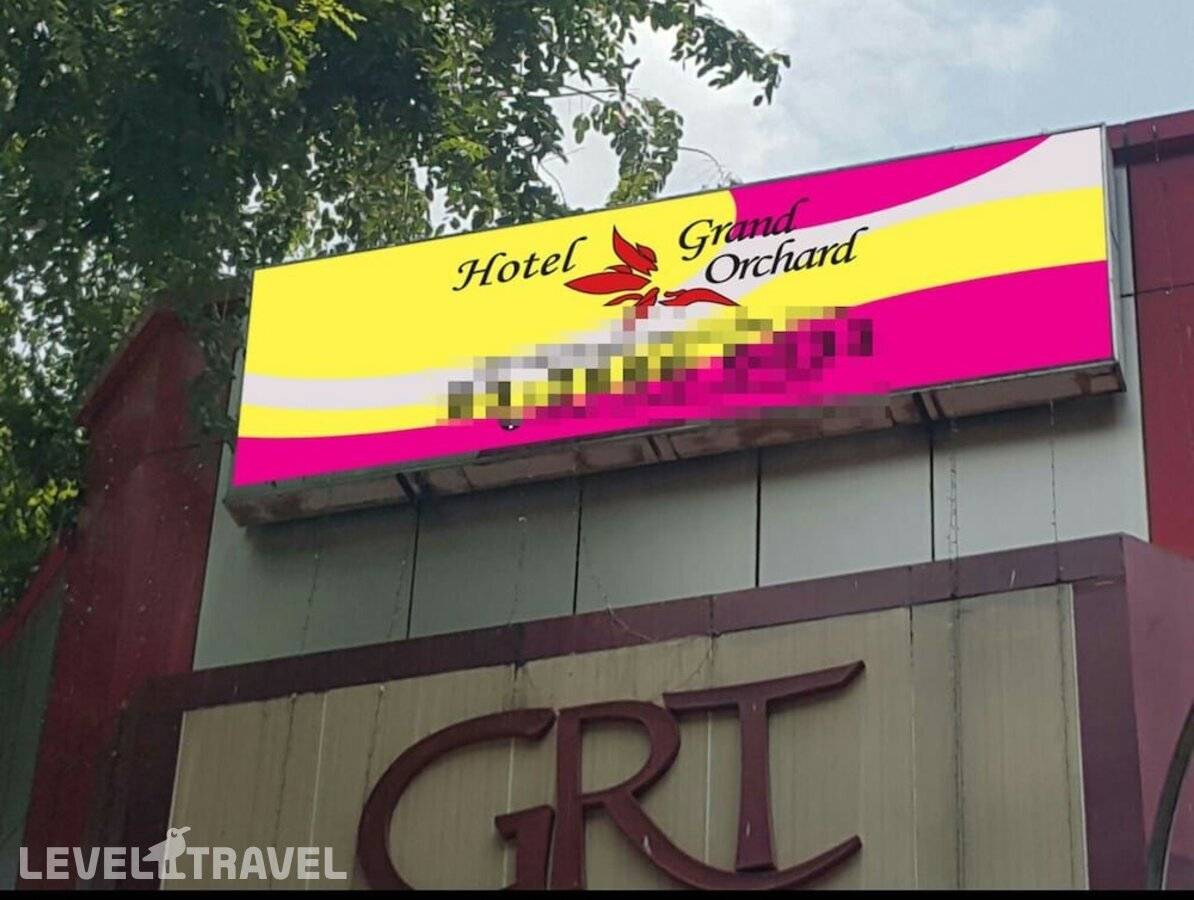 Hotel Grand
Orchard
GRT
LEVEL TRAVEL